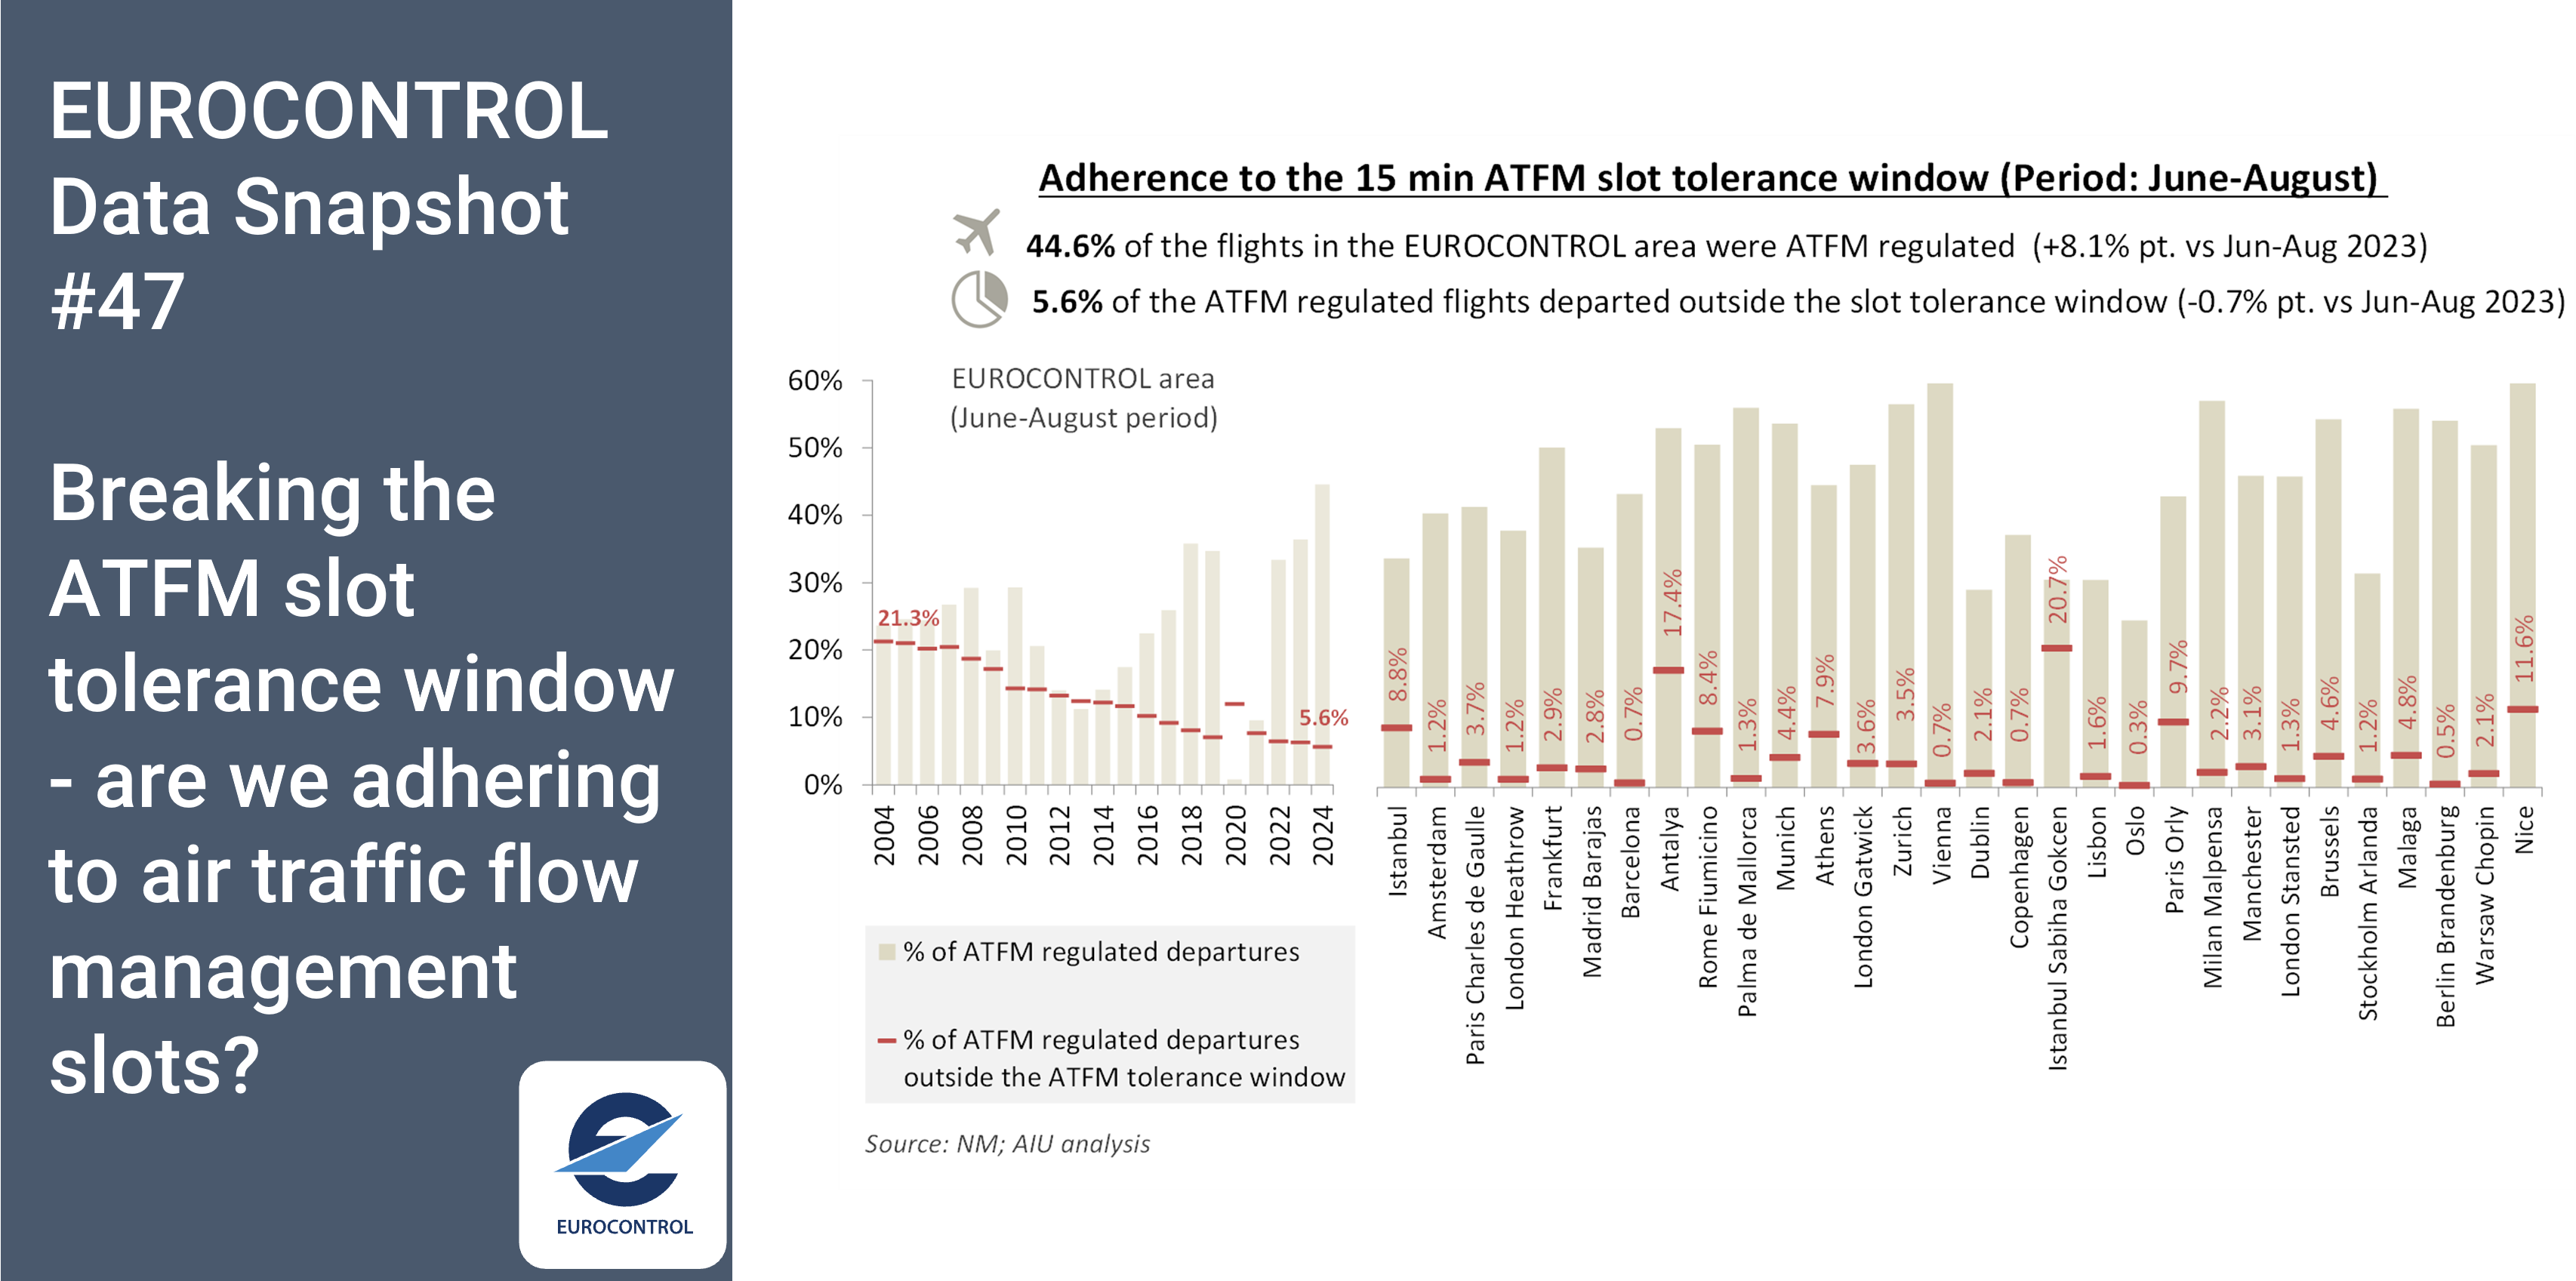 EUROCONTROL
Data Snapshot
#47
Breaking the
ATFM slot
tolerance window
- are we adhering
to air traffic flow
management
slots?
EUROCONTROL
Adherence to the 15 min ATFM slot tolerance window (Period: June-August)
44.6% of the flights in the EUROCONTROL area were ATFM regulated (+8.1% pt. vs Jun-Aug 2023)
5.6% of the ATFM regulated flights departed outside the slot tolerance window (-0.7% pt. vs Jun-Aug 2023)
EUROCONTROL area
(June-August period)
60%
50%
40%
30%
20%
10%
0%
21.3%
5.6%
2004
2006
2008
2010
2012
2014
2016
2018
2020
2022
2024
8.8%
1.2%
3.7%
1.2%
2.9%
2.8%
0.7%
17.4%
8.4%
1.3%
4.4%
7.9%
3.6%
3.5%
0.7%
2.1%
0.7%
20.7%
1.6%
0.3%
9.7%
2.2%
3.1%
1.3%
4.6%
1.2%
4.8%
0.5%
2.1%
11.6%
Istanbul
Amsterdam
Paris Charles de Gaulle
London Heathrow
Frankfurt
Madrid Barajas
Barcelona
Antalya
Rome Fiumicino
Palma de Mallorca
Munich
Athens
London Gatwick
Zurich
Vienna
Dublin
Copenhagen
Istanbul Sabiha Gokcen
Lisbon
Oslo
Paris Orly
Milan Malpensa
Manchester
London Stansted
Brussels
Stockholm Arlanda
Malaga
Berlin Brandenburg
Warsaw Chopin
Nice
% of ATFM regulated departures
% of ATFM regulated departures
outside the ATFM tolerance window
Source: NM; AIU analysis